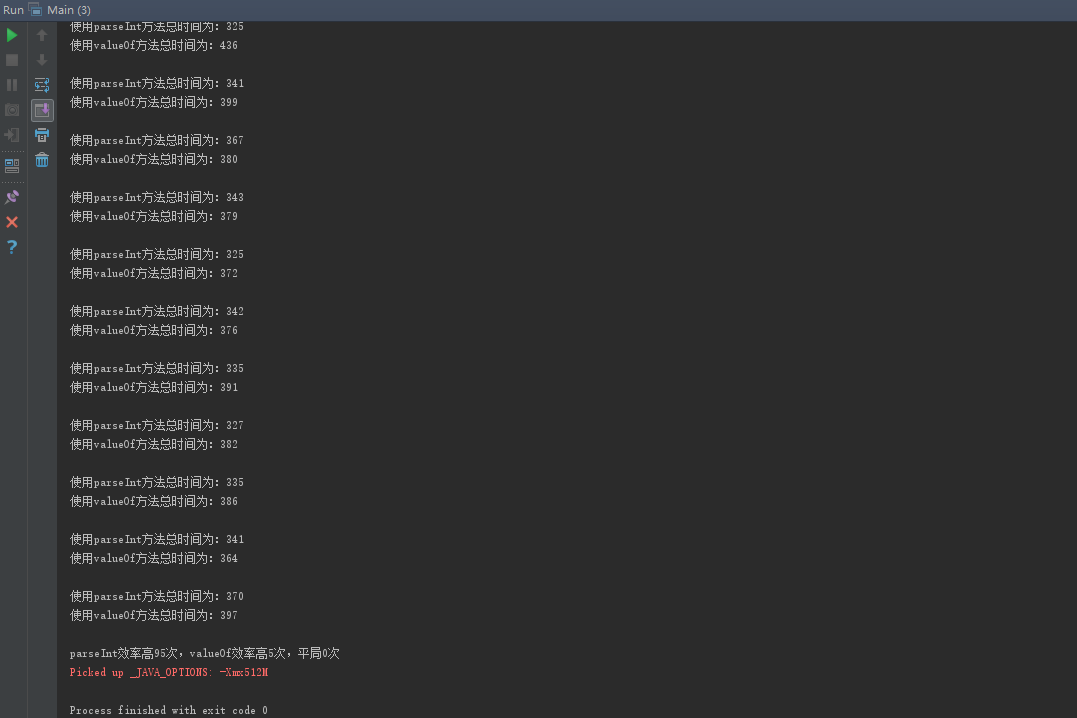 Run Main (3)
使用parseInt方法总时间为: 325
使用valueOf方法总时间为: 436
使用parseInt方法总时间为: 341
使用valueOf方法总时间为: 399
使用parseInt方法总时间为: 367
使用valueOf方法总时间为: 380
使用parseInt方法总时间为: 343
使用valueOf方法总时间为: 379
使用parseInt方法总时间为: 325
使用valueOf方法总时间为: 372
使用parseInt方法总时间为: 342
使用valueOf方法总时间为: 376
使用parseInt方法总时间为: 335
使用valueOf方法总时间为: 391
使用parseInt方法总时间为: 327
使用valueOf方法总时间为: 382
使用parseInt方法总时间为: 335
使用valueOf方法总时间为: 386
使用parseInt方法总时间为: 341
使用valueOf方法总时间为: 364
使用parseInt方法总时间为: 370
使用valueOf方法总时间为: 397
parseInt效率高95次，valueOf效率高5次，平局0次
Picked up _JAVA_OPTIONS: -Xmx512M
Process finished with exit code 0